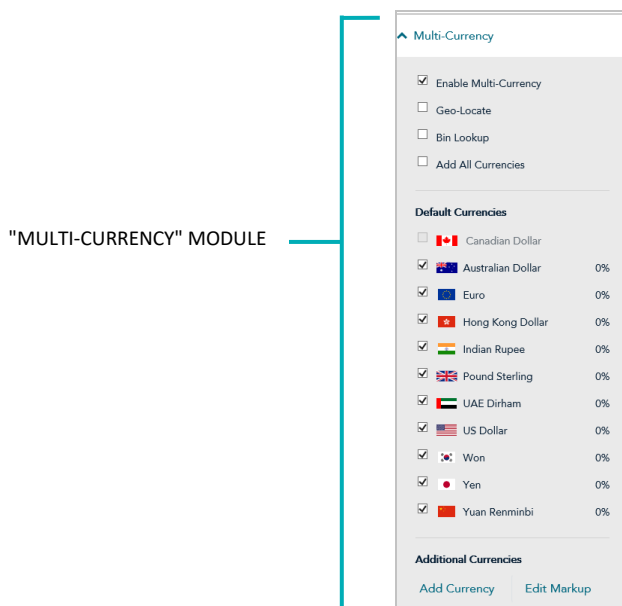 Multi-Currency
Enable Multi-Currency
Geo-Locate
Bin Lookup
Add All Currencies
"MULTI-CURRENCY" MODULE
Default Currencies
Canadian Dollar
Australian Dollar 0%
Euro 0%
Hong Kong Dollar 0%
Indian Rupee 0%
Pound Sterling 0%
UAE Dirham 0%
US Dollar 0%
Won 0%
Yen 0%
Yuan Renminbi 0%
Additional Currencies
Add Currency Edit Markup